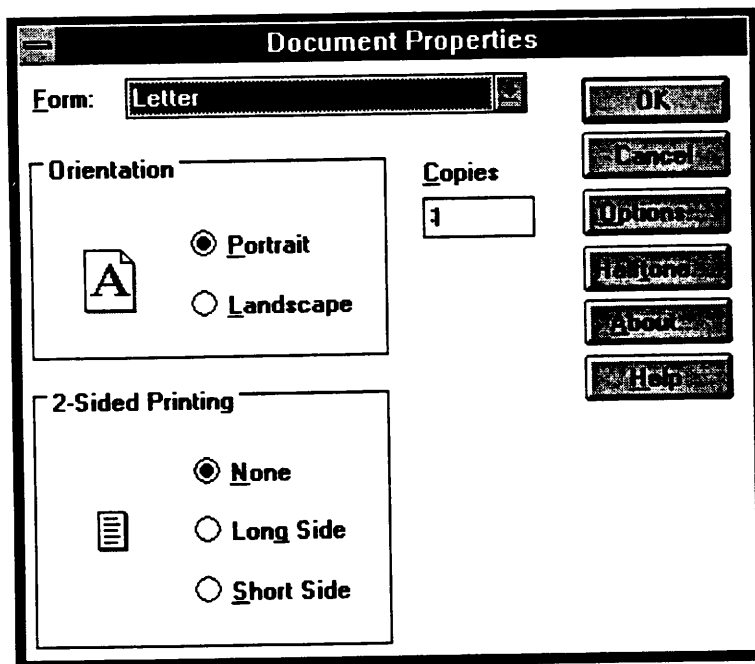 Document Properties
Form: Letter
OK
Cancel
Orientation
Copies
Options...
Portrait
A
Halftone...
Landscape
About...
Help
2-Sided Printing
None
Long Side
Short Side